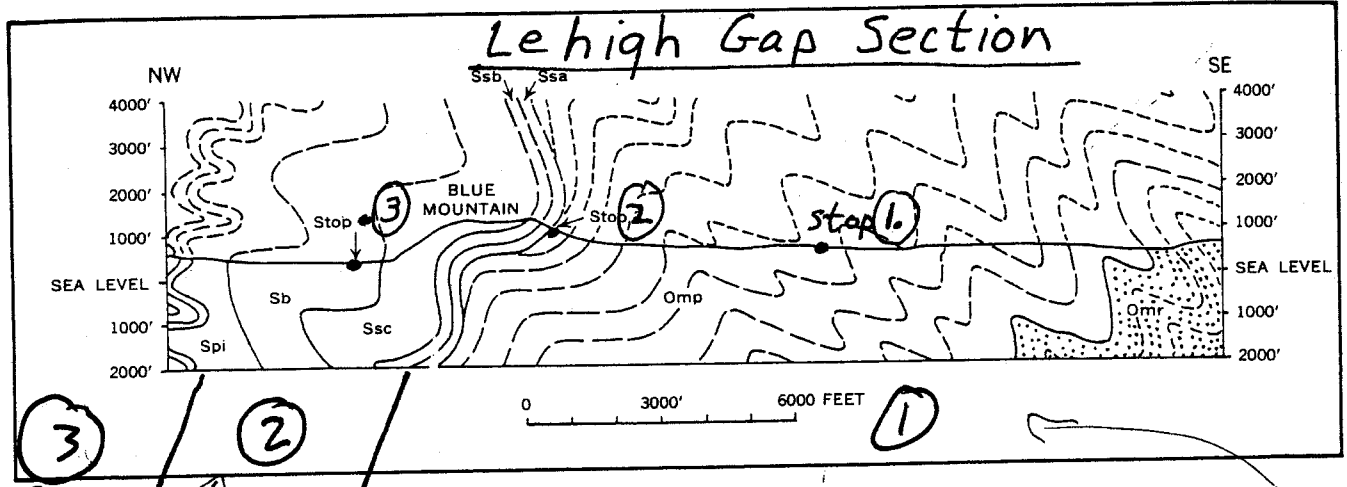 Lehigh Gap Section
NW
SE
Ssb Ssa
4000'
4000'
3000'
3000'
2000'
2000'
1000'
1000'
SEA LEVEL
SEA LEVEL
1000'
1000'
2000'
2000'
Stop 3
BLUE
MOUNTAIN
Stop 2
stop 1.
Sb
Ssc
Spi
Omp
Omr
0 3000' 6000 FEET
3
2
1